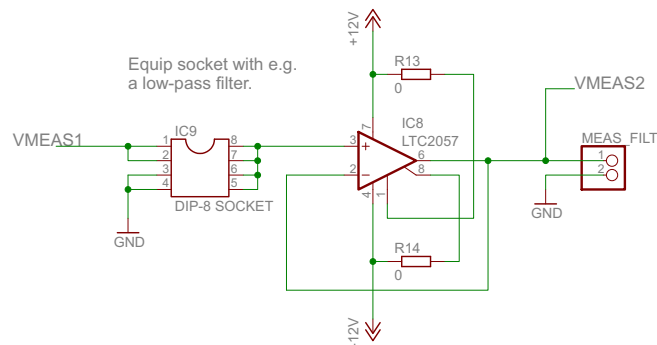 +12V
R13
0
Equip socket with e.g.
a low-pass filter.
VMEAS2
VMEAS1
IC9
1
2
3
4
8
7
6
5
DIP-8 SOCKET
GND
IC8
LTC2057
3
2
7
6
8
4
1
MEAS_FILT
1
2
GND
R14
0
12V